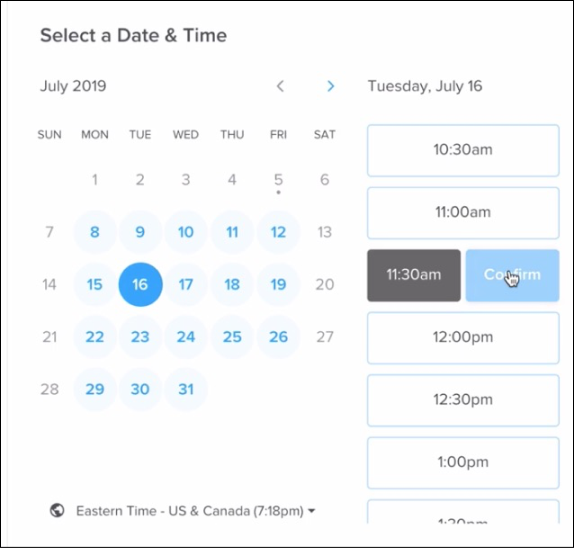 Select a Date & Time
July 2019
SUN MON TUE WED THU FRI SAT
1 2 3 4 5 6
7 8 9 10 11 12 13
14 15 16 17 18 19 20
21 22 23 24 25 26 27
28 29 30 31
Eastern Time - US & Canada (7:18pm)
Tuesday, July 16
10:30am
11:00am
11:30am Confirm
12:00pm
12:30pm
1:00pm
1:30pm